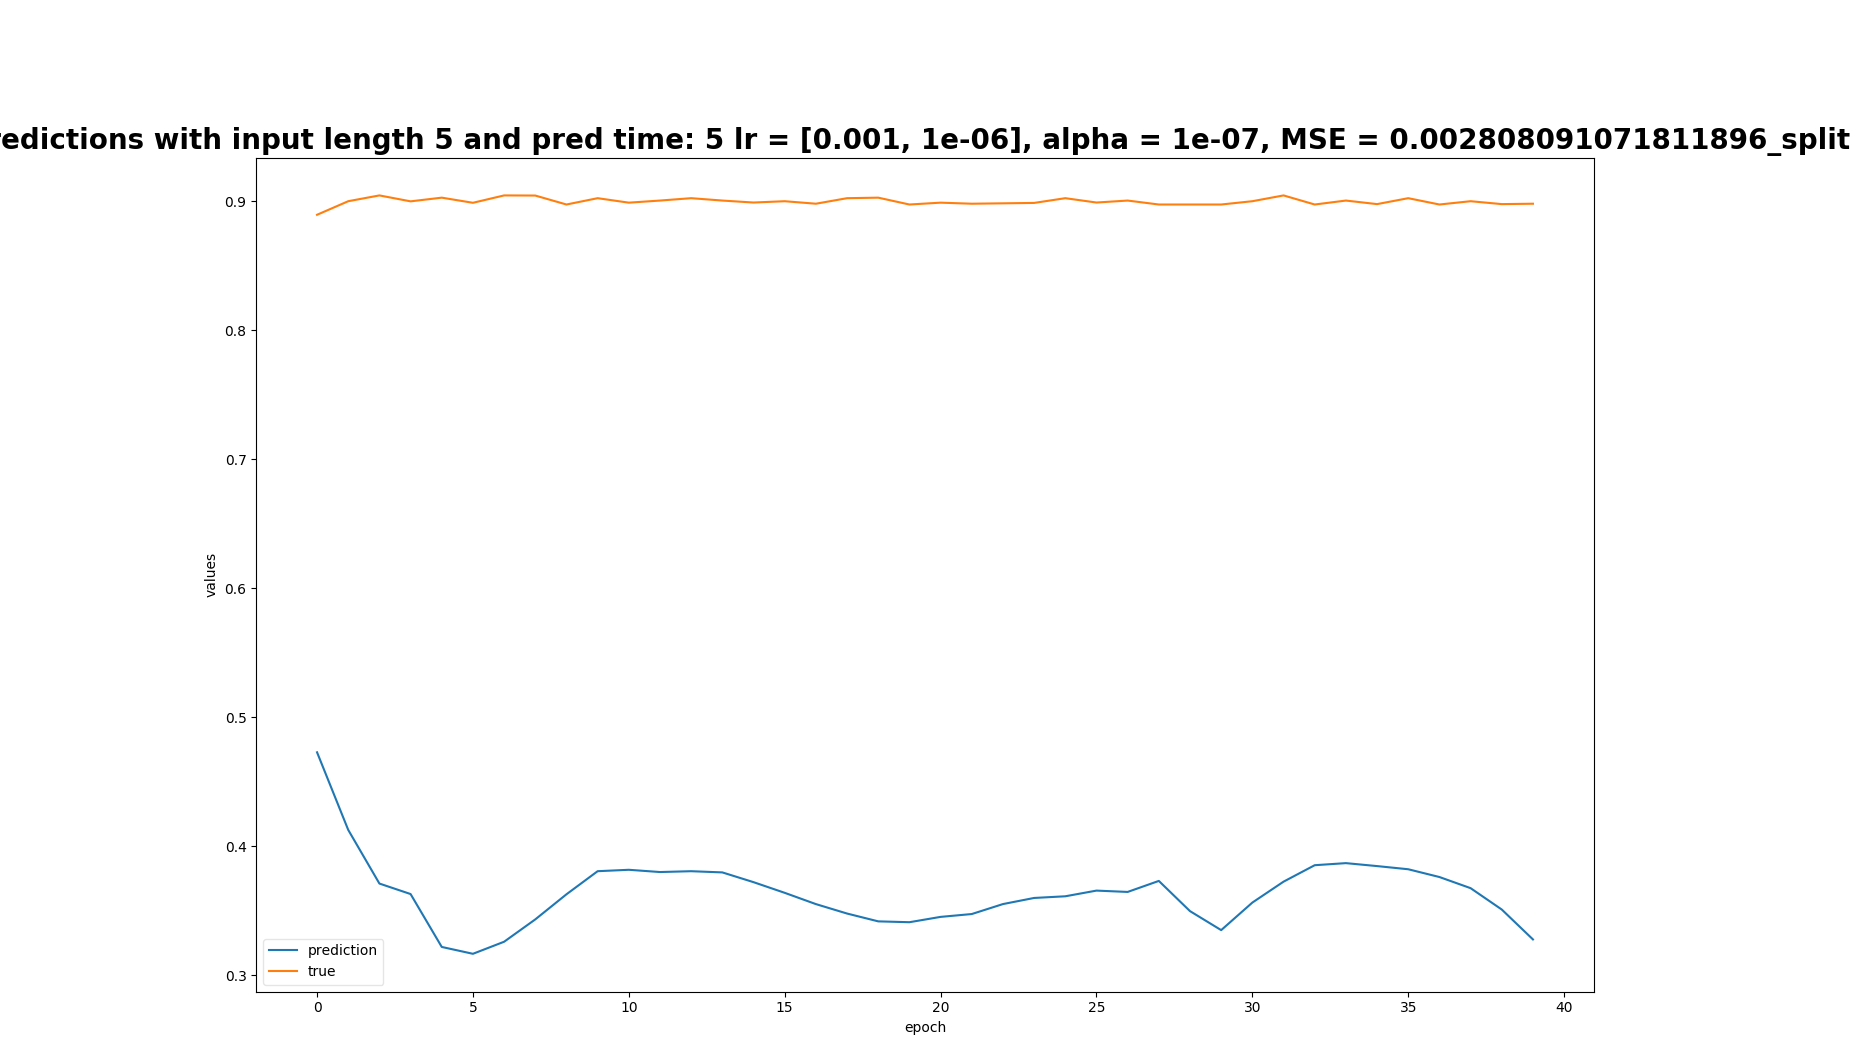 edictions with input length 5 and pred time: 5 lr = [0.001, 1e-06], alpha = 1e-07, MSE = 0.002808091071811896_split
0.9
0.8
0.7
0.6
0.5
0.4
0.3
values
prediction
true
0 5 10 15 20 25 30 35 40
epoch